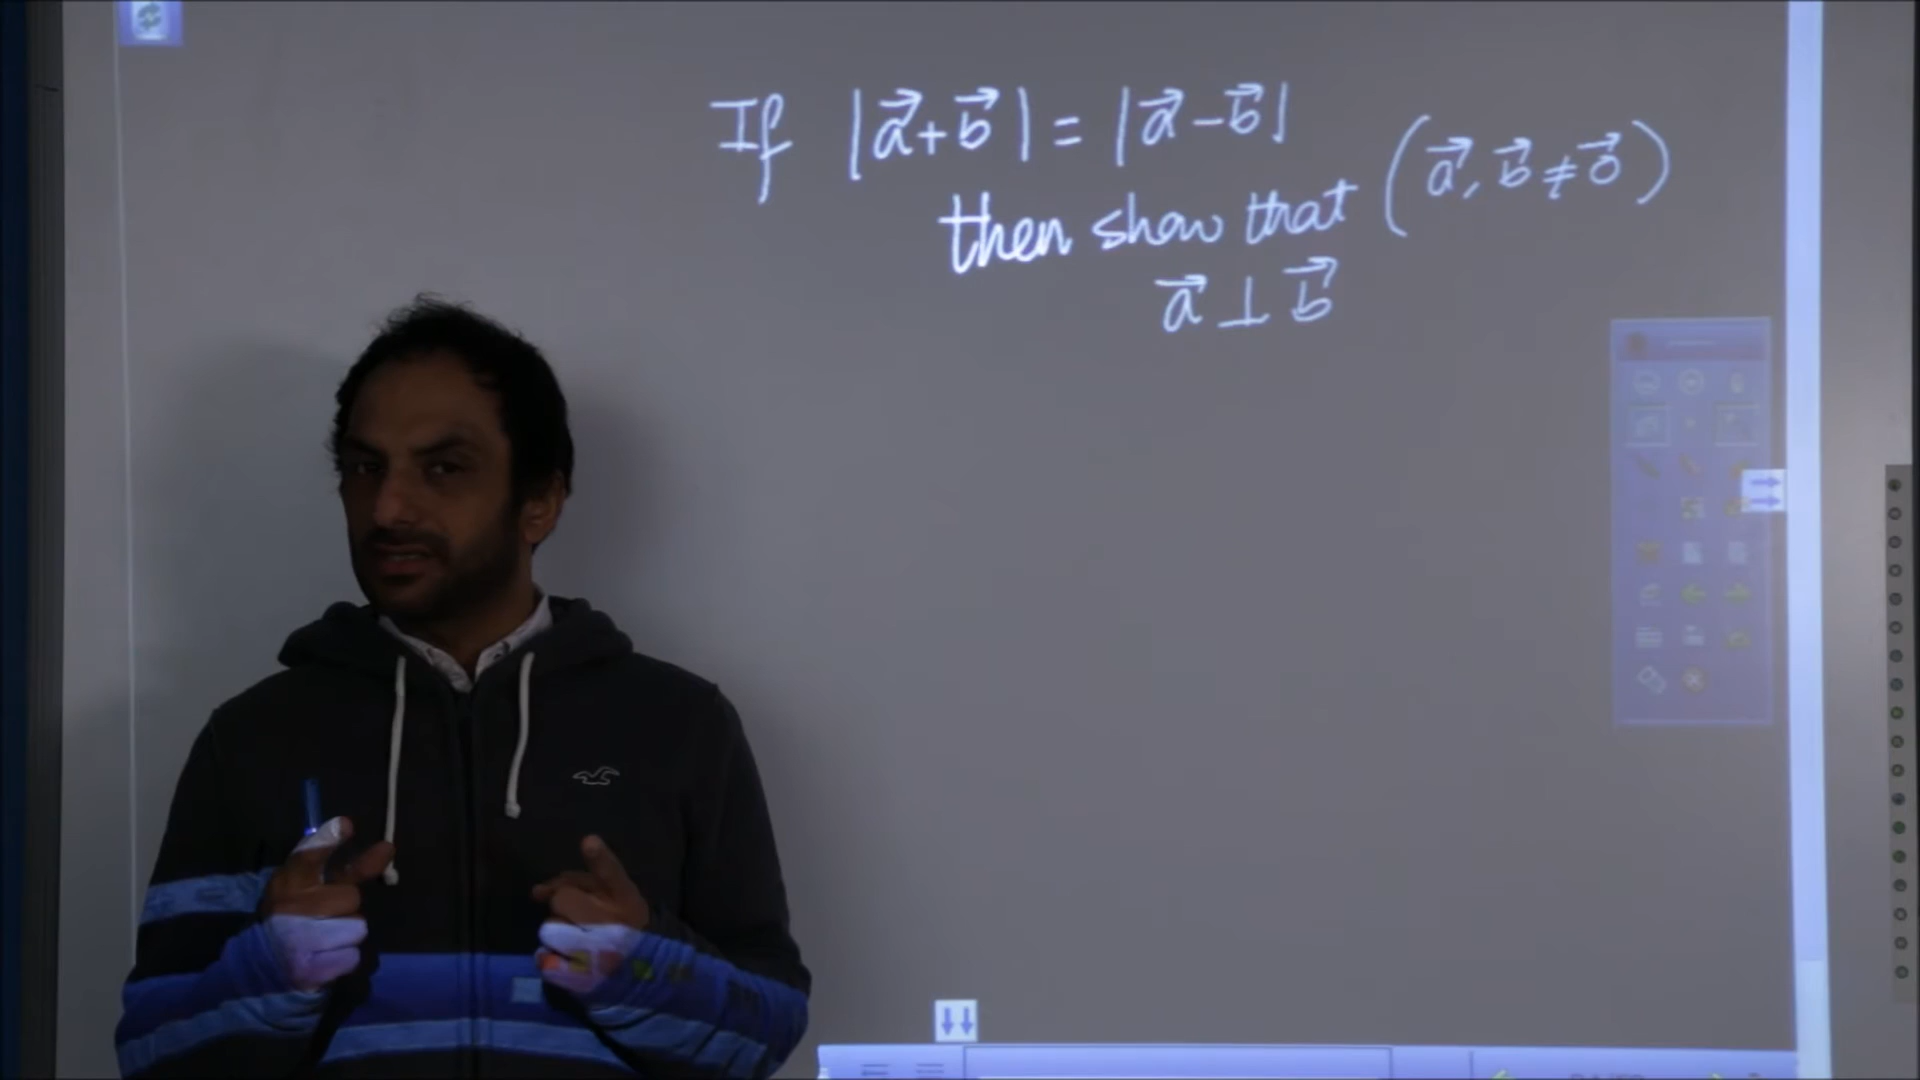 If |a⃗+b⃗| = |a⃗-b⃗|
(a⃗, b⃗ ≠ 0⃗)
then show that
a⃗ ⊥ b⃗